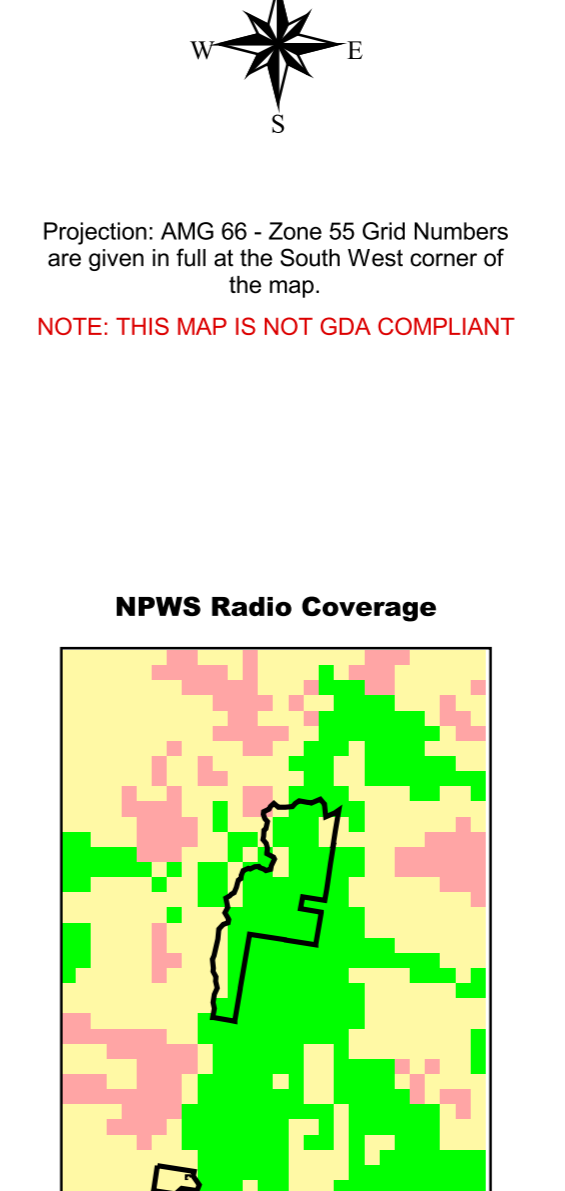 W E
S
Projection: AMG 66 - Zone 55 Grid Numbers
are given in full at the South West corner of
the map.
NOTE: THIS MAP IS NOT GDA COMPLIANT
NPWS Radio Coverage